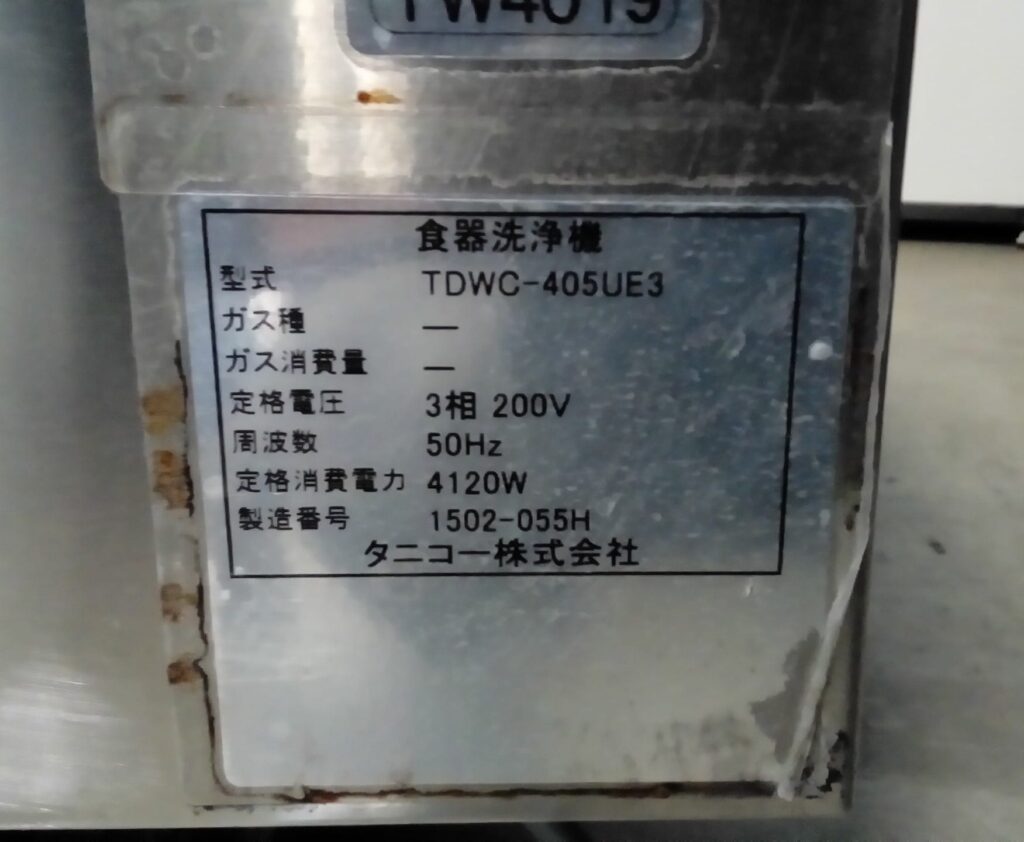 TW4019
食器洗浄機
型式 TDWC-405UE3
ガス種 —
ガス消費量 —
定格電圧 3相 200V
周波数 50Hz
定格消費電力 4120W
製造番号 1502-055H
タニコー株式会社